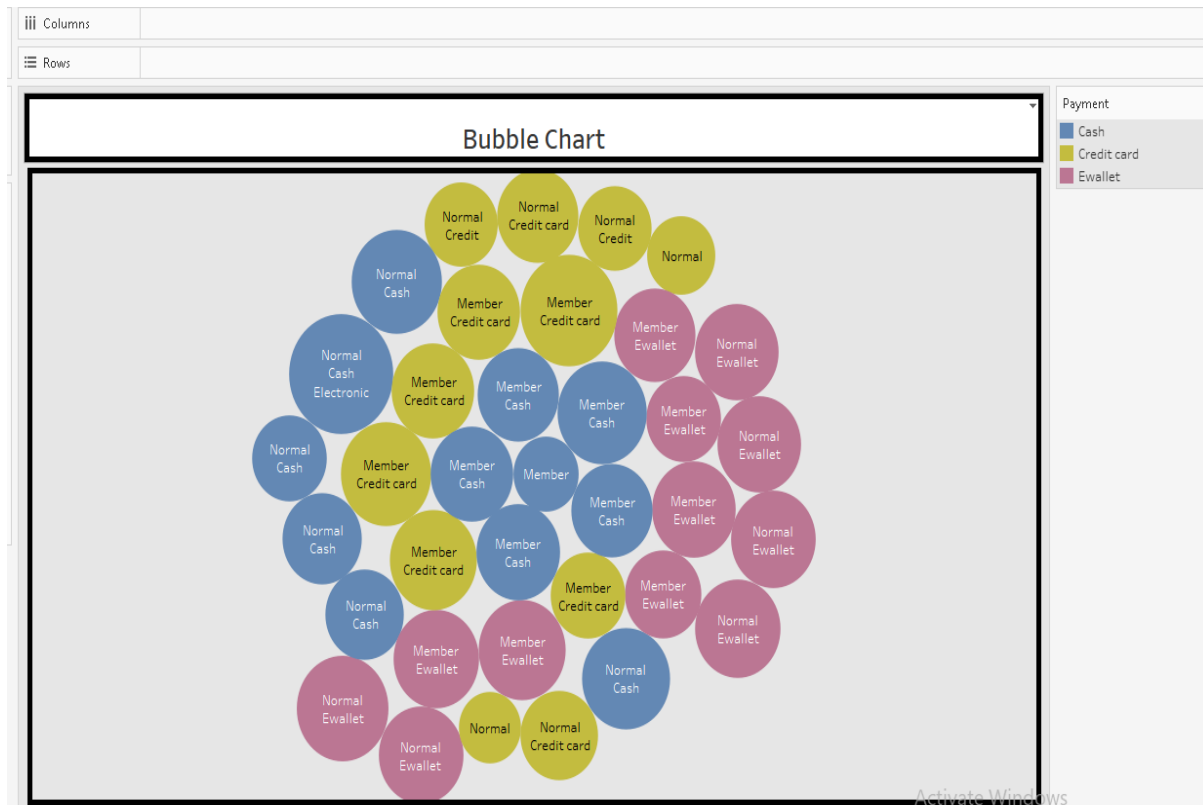 Columns
Rows
Bubble Chart
Payment
Cash
Credit card
Ewallet
Normal
Credit card
Normal
Credit
Normal
Credit
Normal
Normal
Cash
Member
Credit card
Member
Credit card
Member
Ewallet
Normal
Ewallet
Normal
Cash
Electronic
Member
Credit card
Member
Cash
Member
Cash
Member
Ewallet
Normal
Ewallet
Normal
Cash
Member
Credit card
Member
Cash
Member
Member
Cash
Member
Ewallet
Normal
Ewallet
Normal
Cash
Member
Credit card
Member
Cash
Member
Credit card
Member
Ewallet
Normal
Ewallet
Normal
Cash
Member
Ewallet
Member
Ewallet
Normal
Cash
Normal
Ewallet
Normal
Ewallet
Normal
Normal
Credit card
Activate Windows